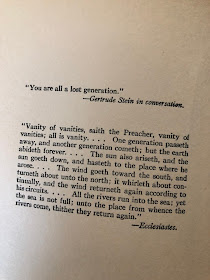 "You are all a lost generation."
—Gertrude Stein in conversation.
"Vanity of vanities, saith the Preacher, vanity of
vanities; all is vanity. . . . One generation passeth
away, and another generation cometh; but the earth
abideth forever. . . . The sun also ariseth, and the
sun goeth down, and hasteth to the place where he
arose. . . . The wind goeth toward the south, and
turneth about unto the north; it whirleth about con-
tinually, and the wind returneth again according to
his circuits. . . . All the rivers run into the sea; yet
the sea is not full; unto the place from whence the
rivers come, thither they return again."
—Ecclesiastes.